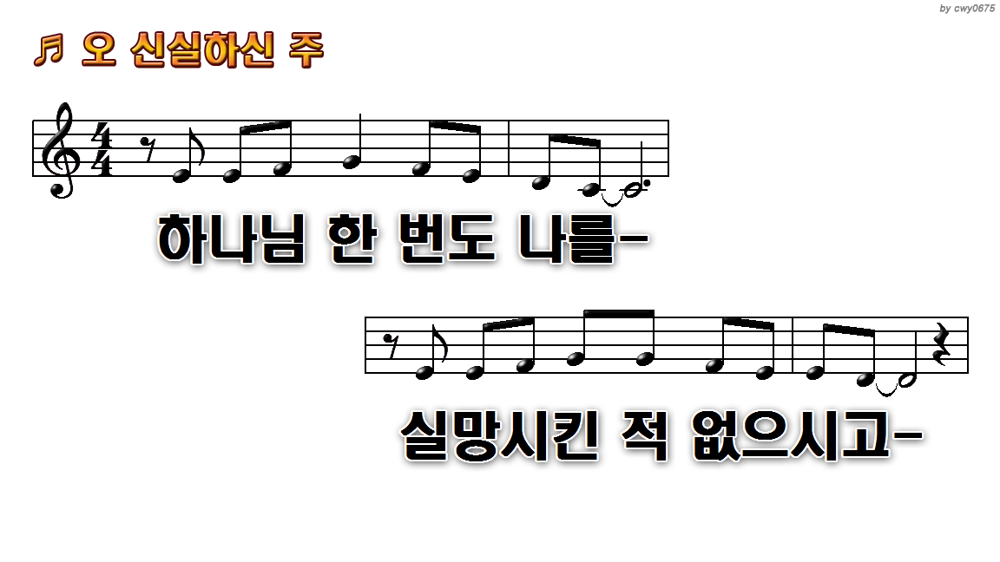 by cwy0675
♬ 오 신실하신 주
하나님 한 번도 나를-
실망시킨 적 없으시고-